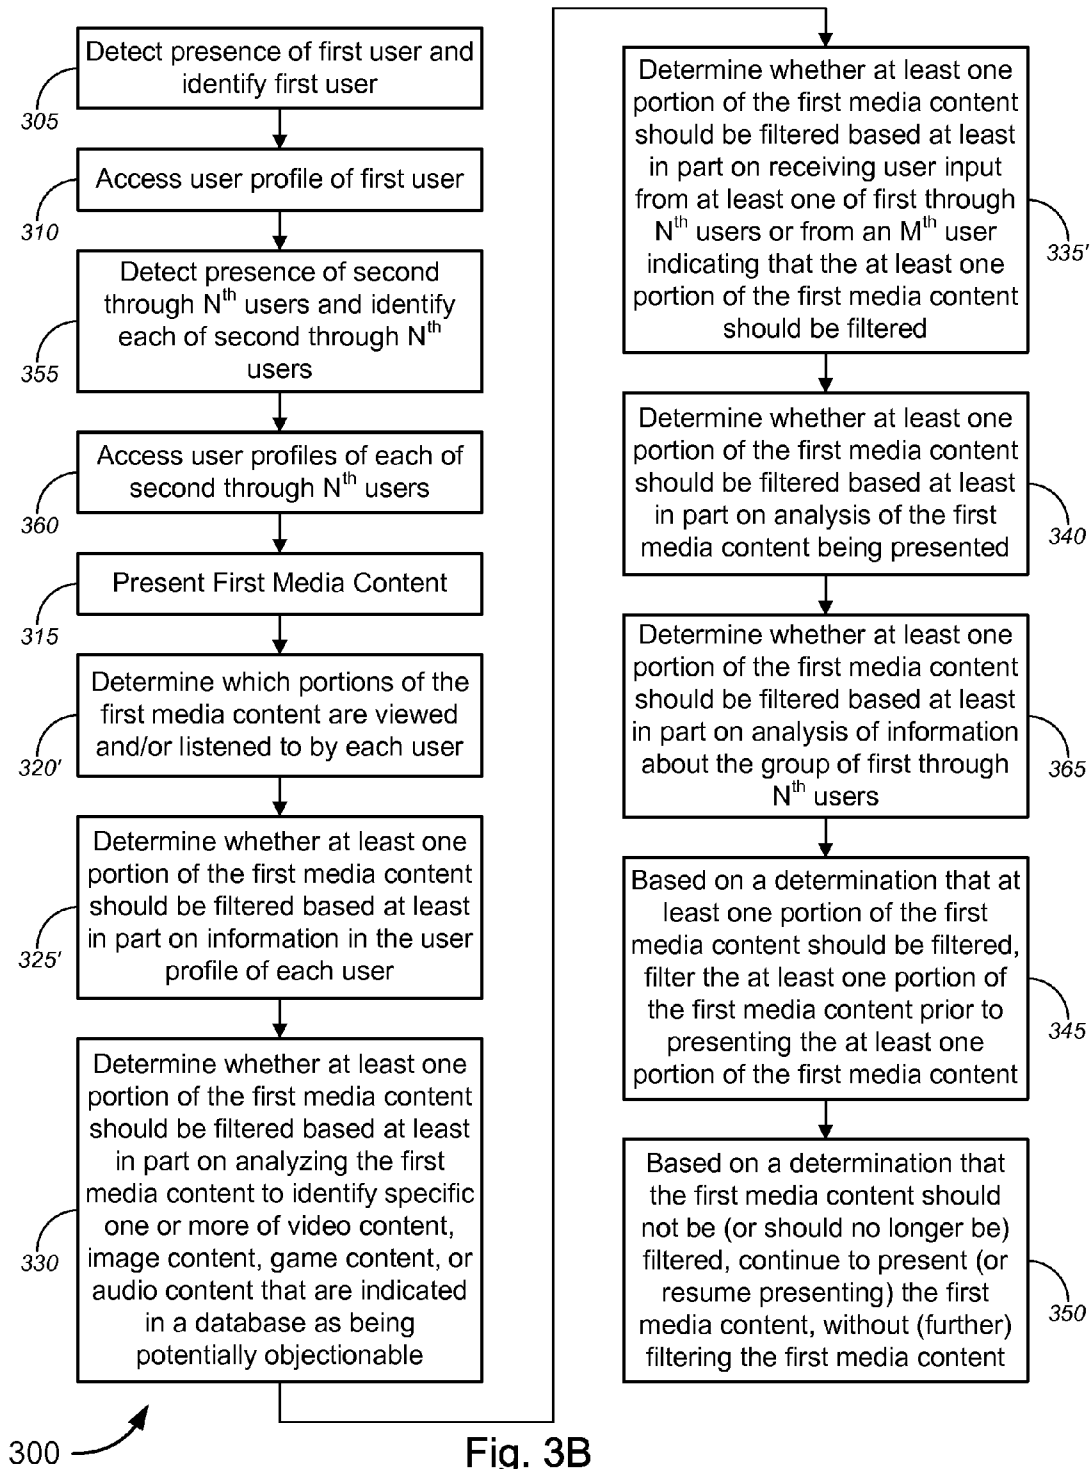 Detect presence of first user and
identify first user
305
Access user profile of first user
310
Detect presence of second
through Nth users and identify
each of second through Nth
users
355
Access user profiles of each of
second through Nth users
360
Present First Media Content
315
Determine which portions of the
first media content are viewed
and/or listened to by each user
320'
Determine whether at least one
portion of the first media content
should be filtered based at least
in part on information in the user
profile of each user
325'
Determine whether at least one
portion of the first media content
should be filtered based at least
in part on analyzing the first
media content to identify specific
one or more of video content,
image content, game content, or
audio content that are indicated
in a database as being
potentially objectionable
330
Determine whether at least one
portion of the first media content
should be filtered based at least
in part on receiving user input
from at least one of first through
Nth users or from an Mth user
indicating that the at least one
portion of the first media content
should be filtered
335'
Determine whether at least one
portion of the first media content
should be filtered based at least
in part on analysis of the first
media content being presented
340
Determine whether at least one
portion of the first media content
should be filtered based at least
in part on analysis of information
about the group of first through
Nth users
365
Based on a determination that at
least one portion of the first
media content should be filtered,
filter the at least one portion of
the first media content prior to
presenting the at least one
portion of the first media content
345
Based on a determination that
the first media content should
not be (or should no longer be)
filtered, continue to present (or
resume presenting) the first
media content, without (further)
filtering the first media content
350
300
Fig. 3B